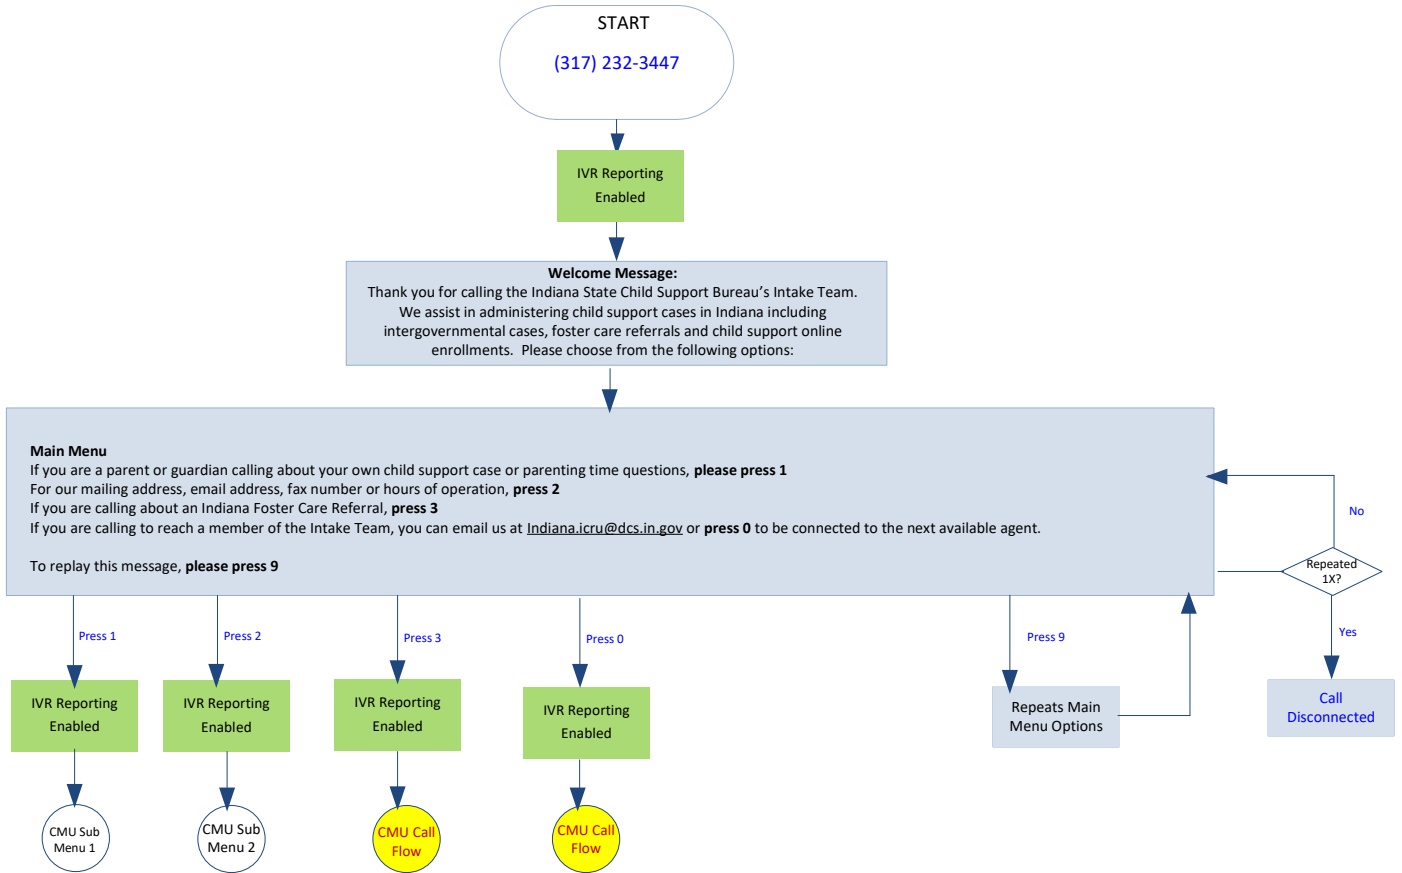 START
(317) 232-3447
IVR Reporting
Enabled
Welcome Message:
Thank you for calling the Indiana State Child Support Bureau’s Intake Team.
We assist in administering child support cases in Indiana including
intergovernmental cases, foster care referrals and child support online
enrollments.  Please choose from the following options:
Main Menu
If you are a parent or guardian calling about your own child support case or parenting time questions, please press 1
For our mailing address, email address, fax number or hours of operation, press 2
If you are calling about an Indiana Foster Care Referral, press 3
If you are calling to reach a member of the Intake Team, you can email us at Indiana.icru@dcs.in.gov or press 0 to be connected to the next available agent.
To replay this message, please press 9
No
Repeated
1X?
Yes
Call
Disconnected
Press 1
Press 2
Press 3
Press 0
Press 9
IVR Reporting
Enabled
IVR Reporting
Enabled
IVR Reporting
Enabled
IVR Reporting
Enabled
Repeats Main
Menu Options
CMU Sub
Menu 1
CMU Sub
Menu 2
CMU Call
Flow
CMU Call
Flow